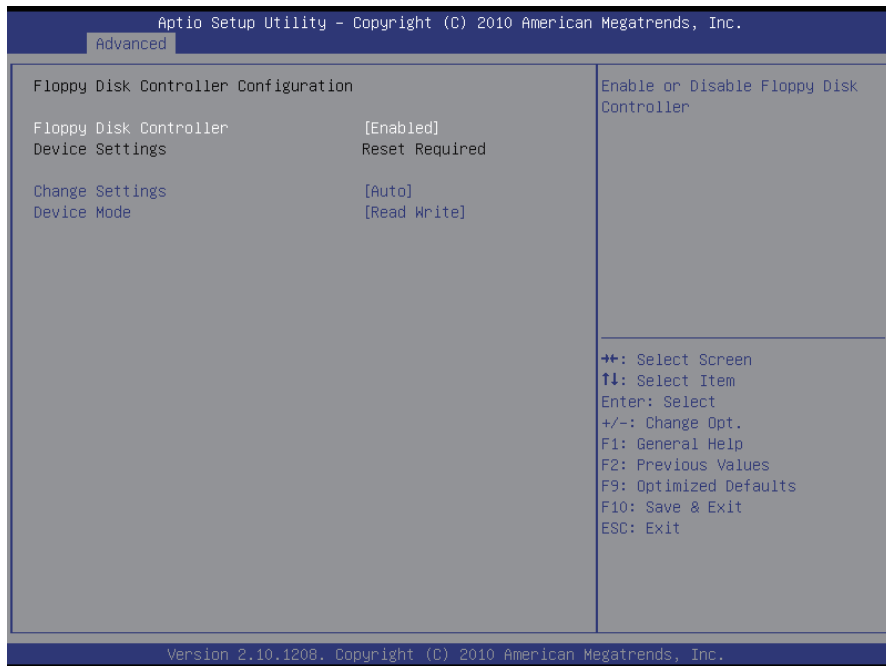 Aptio Setup Utility – Copyright (C) 2010 American Megatrends, Inc.
Advanced
Floppy Disk Controller Configuration
Floppy Disk Controller [Enabled]
Device Settings Reset Required
Change Settings [Auto]
Device Mode [Read Write]
Enable or Disable Floppy Disk
Controller
→←: Select Screen
↑↓: Select Item
Enter: Select
+/-: Change Opt.
F1: General Help
F2: Previous Values
F9: Optimized Defaults
F10: Save & Exit
ESC: Exit
Version 2.10.1208. Copyright (C) 2010 American Megatrends, Inc.